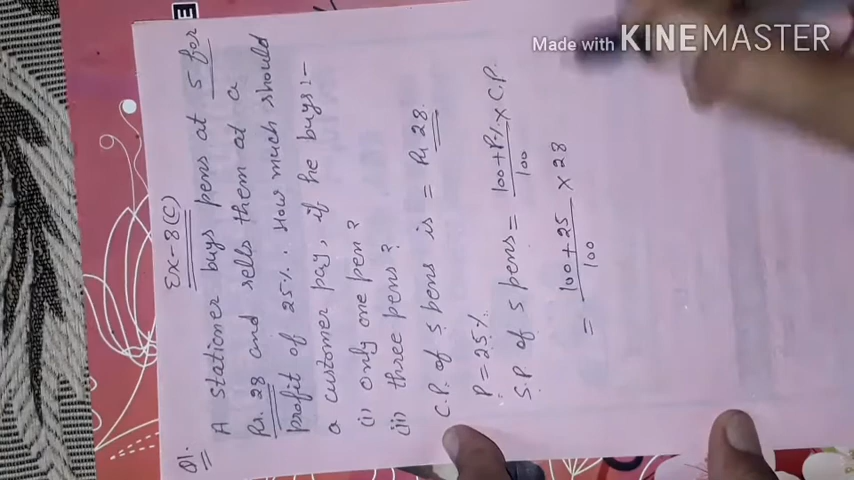 Ex-8(C)
Q1.
A stationer buys pens at 5 for
Rs. 28 and sells them at a
profit of 25%. How much should
a customer pay, if he buys:-
(i) only one pen?
(ii) three pens?
C.P. of 5 pens is = Rs 28.
P = 25%
S.P of 5 pens = 100+P% / 100 × C.P.
= 100+25 / 100 × 28
E
Made with KINEMASTER